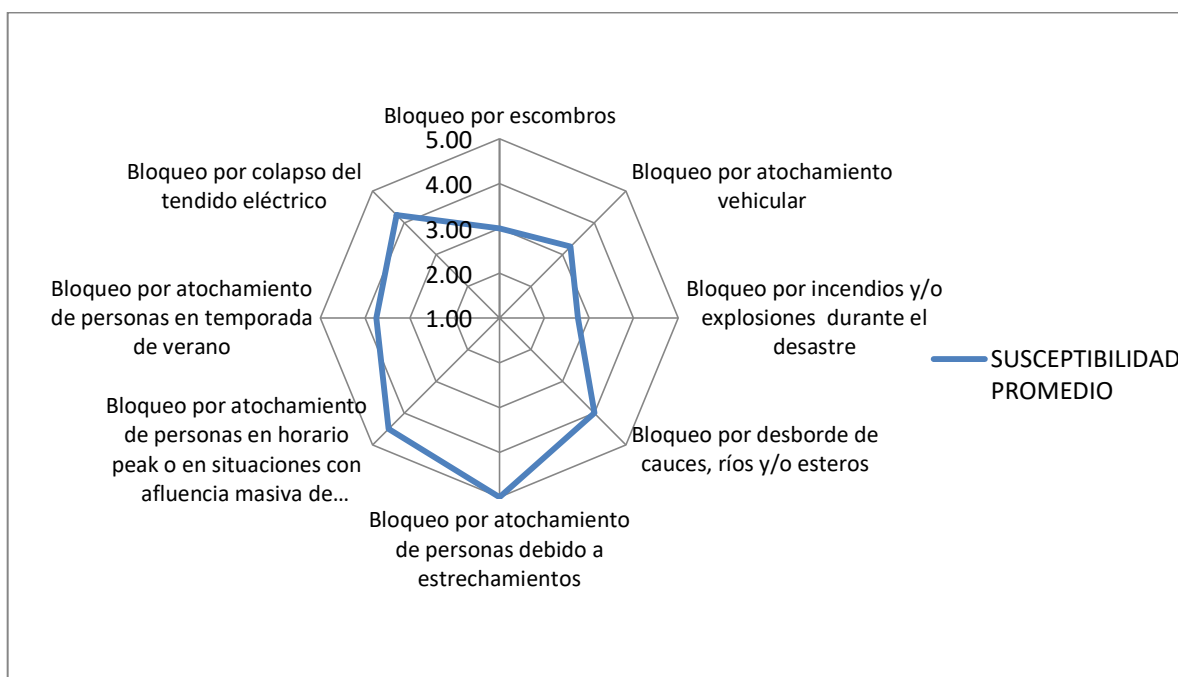 Bloqueo por escombros
5.00
4.00
3.00
2.00
1.00
Bloqueo por atochamiento
vehicular
Bloqueo por incendios y/o
explosiones durante el
desastre
Bloqueo por desborde de
cauces, ríos y/o esteros
Bloqueo por atochamiento
de personas debido a
estrechamientos
Bloqueo por atochamiento
de personas en horario
peak o en situaciones con
afluencia masiva de…
Bloqueo por atochamiento
de personas en temporada
de verano
Bloqueo por colapso del
tendido eléctrico
SUSCEPTIBILIDAD
PROMEDIO